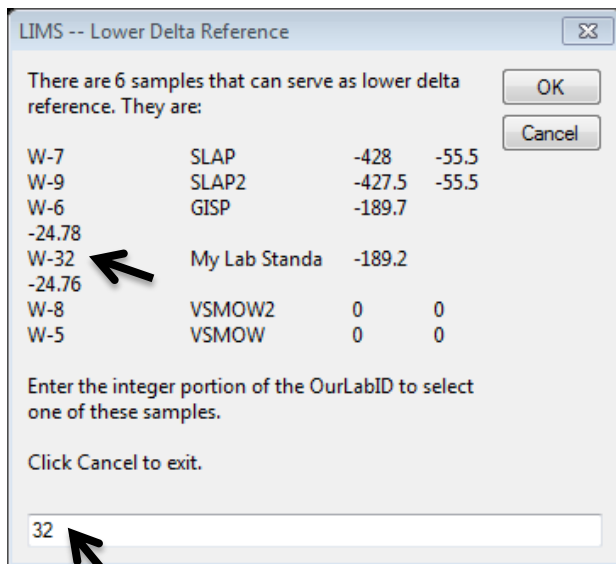 LIMS -- Lower Delta Reference
There are 6 samples that can serve as lower delta
reference. They are:
OK
Cancel
W-7 SLAP -428 -55.5
W-9 SLAP2 -427.5 -55.5
W-6 GISP -189.7
-24.78
W-32 My Lab Standa -189.2
-24.76
W-8 VSMOW2 0 0
W-5 VSMOW 0 0
Enter the integer portion of the OurLabID to select
one of these samples.
Click Cancel to exit.
32